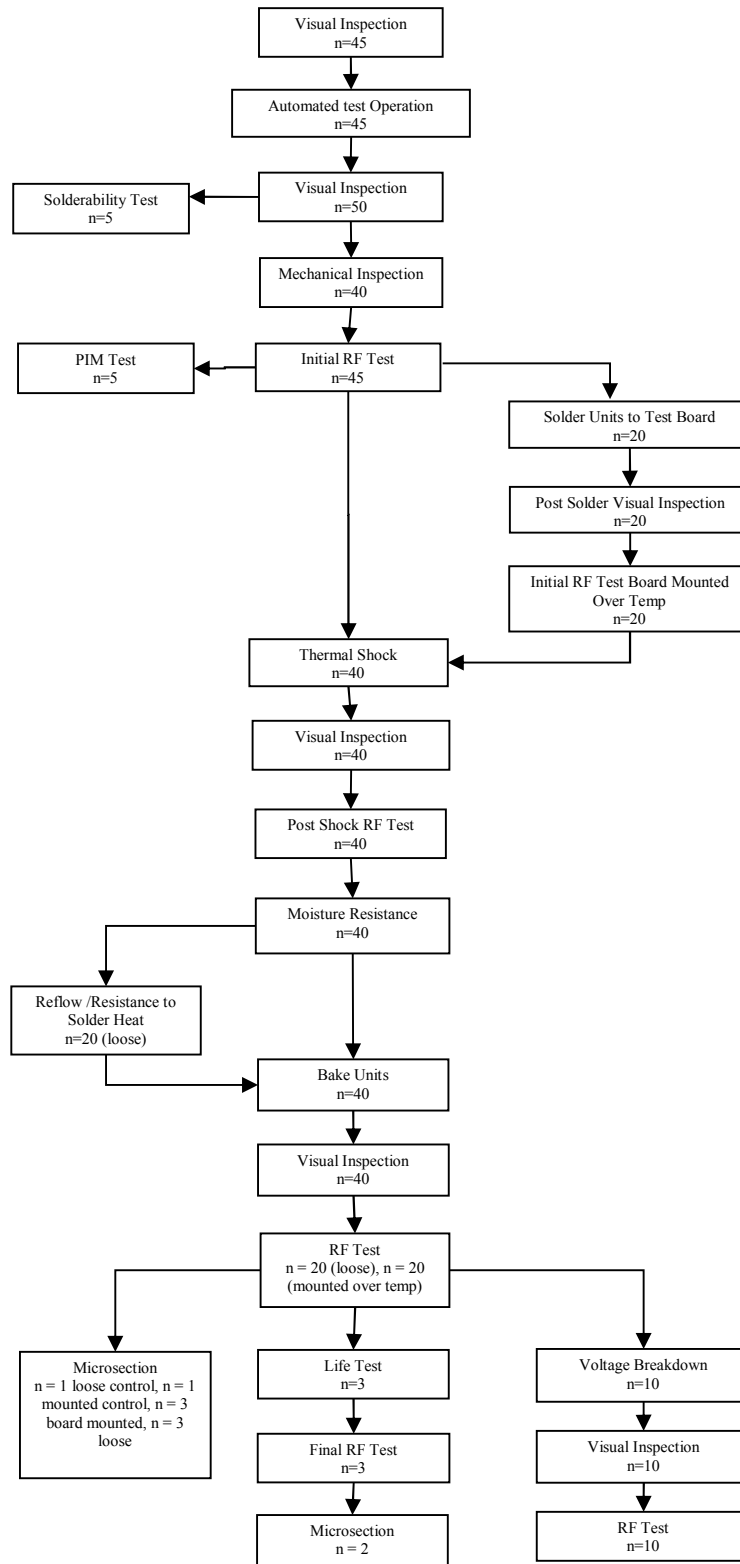 Visual Inspection
n=45
Automated test Operation
n=45
Visual Inspection
n=50
Solderability Test
n=5
Mechanical Inspection
n=40
PIM Test
n=5
Initial RF Test
n=45
Solder Units to Test Board
n=20
Post Solder Visual Inspection
n=20
Initial RF Test Board Mounted
Over Temp
n=20
Thermal Shock
n=40
Visual Inspection
n=40
Post Shock RF Test
n=40
Moisture Resistance
n=40
Reflow /Resistance to
Solder Heat
n=20 (loose)
Bake Units
n=40
Visual Inspection
n=40
RF Test
n = 20 (loose), n = 20
(mounted over temp)
Microsection
n = 1 loose control, n = 1
mounted control, n = 3
board mounted, n = 3
loose
Life Test
n=3
Final RF Test
n=3
Microsection
n = 2
Voltage Breakdown
n=10
Visual Inspection
n=10
RF Test
n=10